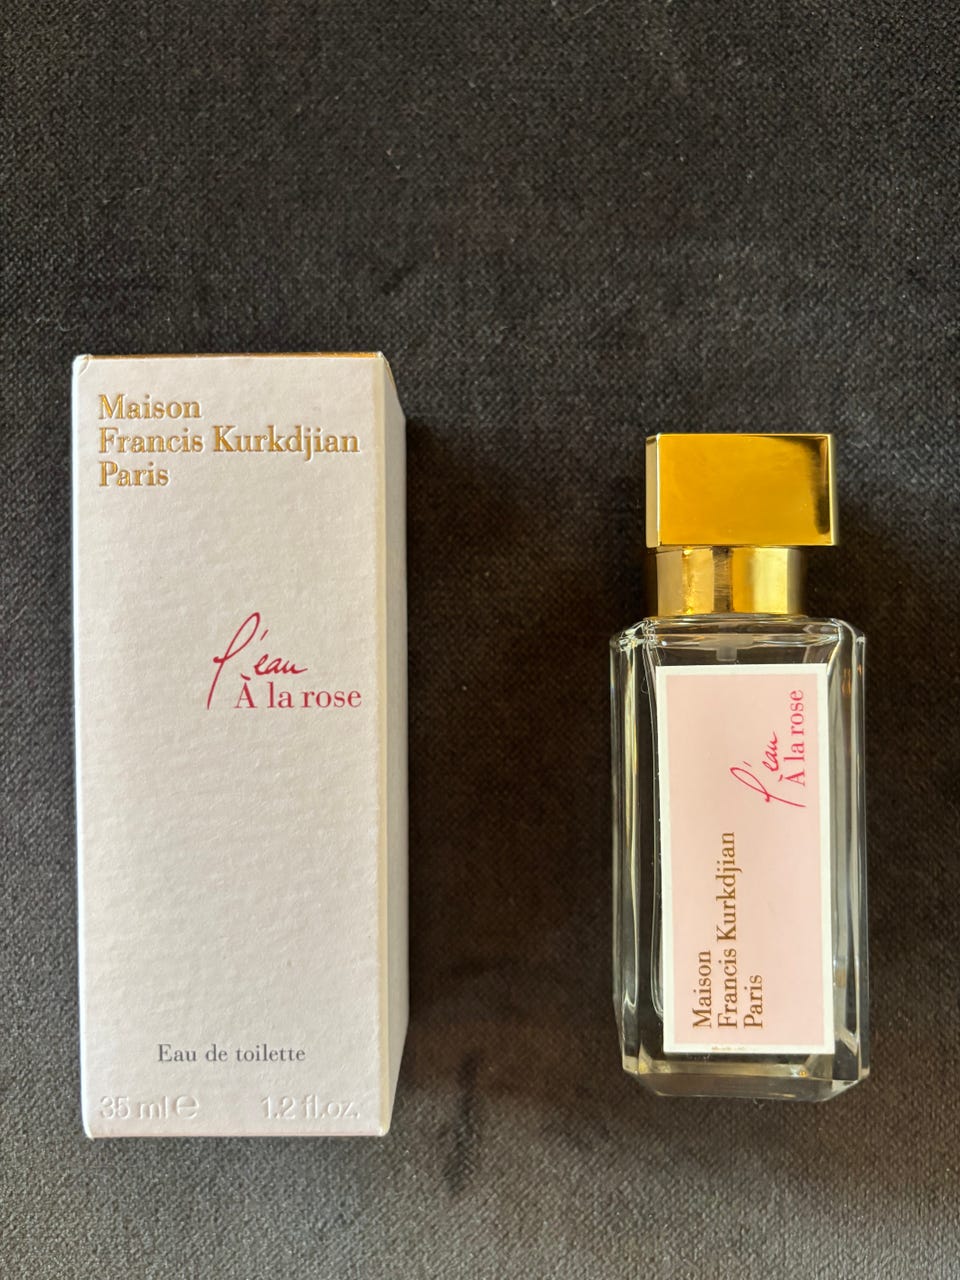 Maison
Francis Kurkdjian
Paris
l'eau
À la rose
Eau de toilette
35 ml ℮ 1.2 fl.oz.
Maison
Francis Kurkdjian
Paris
l'eau
À la rose